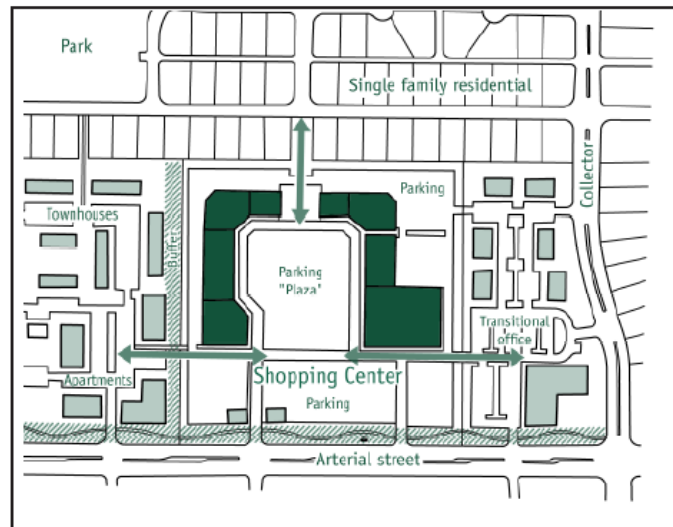 Park
Single family residential
Collector
Parking
Townhouses
Buffer
Parking
"Plaza"
Transitional
office
Shopping Center
Apartments
Parking
Arterial street